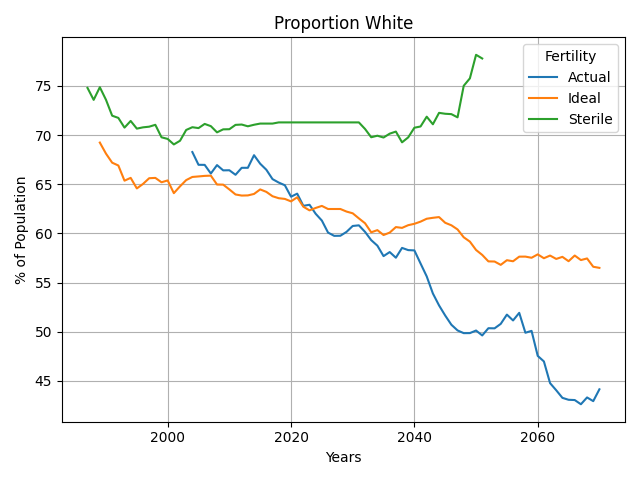 Proportion White
Fertility
Actual
Ideal
Sterile
% of Population
75
70
65
60
55
50
45
2000
2020
2040
2060
Years